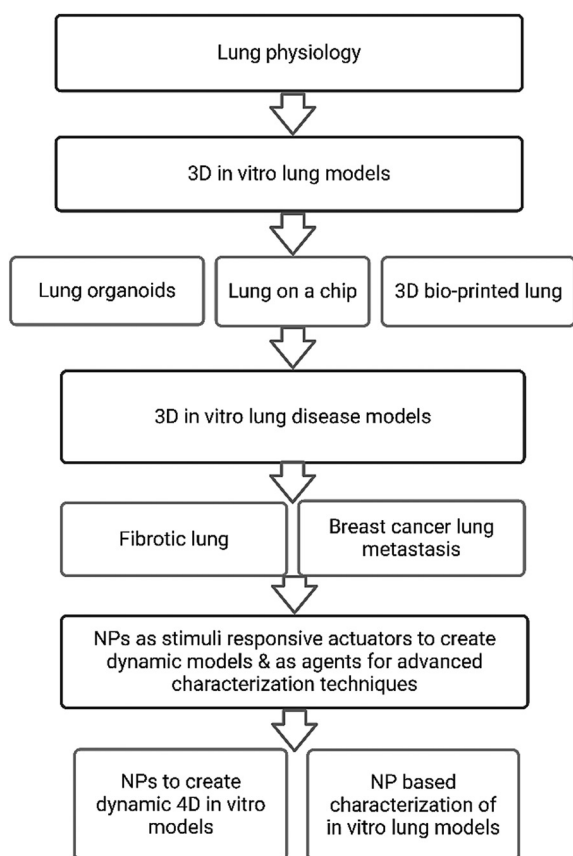 Lung physiology
3D in vitro lung models
Lung organoids
Lung on a chip
3D bio-printed lung
3D in vitro lung disease models
Fibrotic lung
Breast cancer lung
metastasis
NPs as stimuli responsive actuators to create
dynamic models & as agents for advanced
characterization techniques
NPs to create
dynamic 4D in vitro
models
NP based
characterization of
in vitro lung models